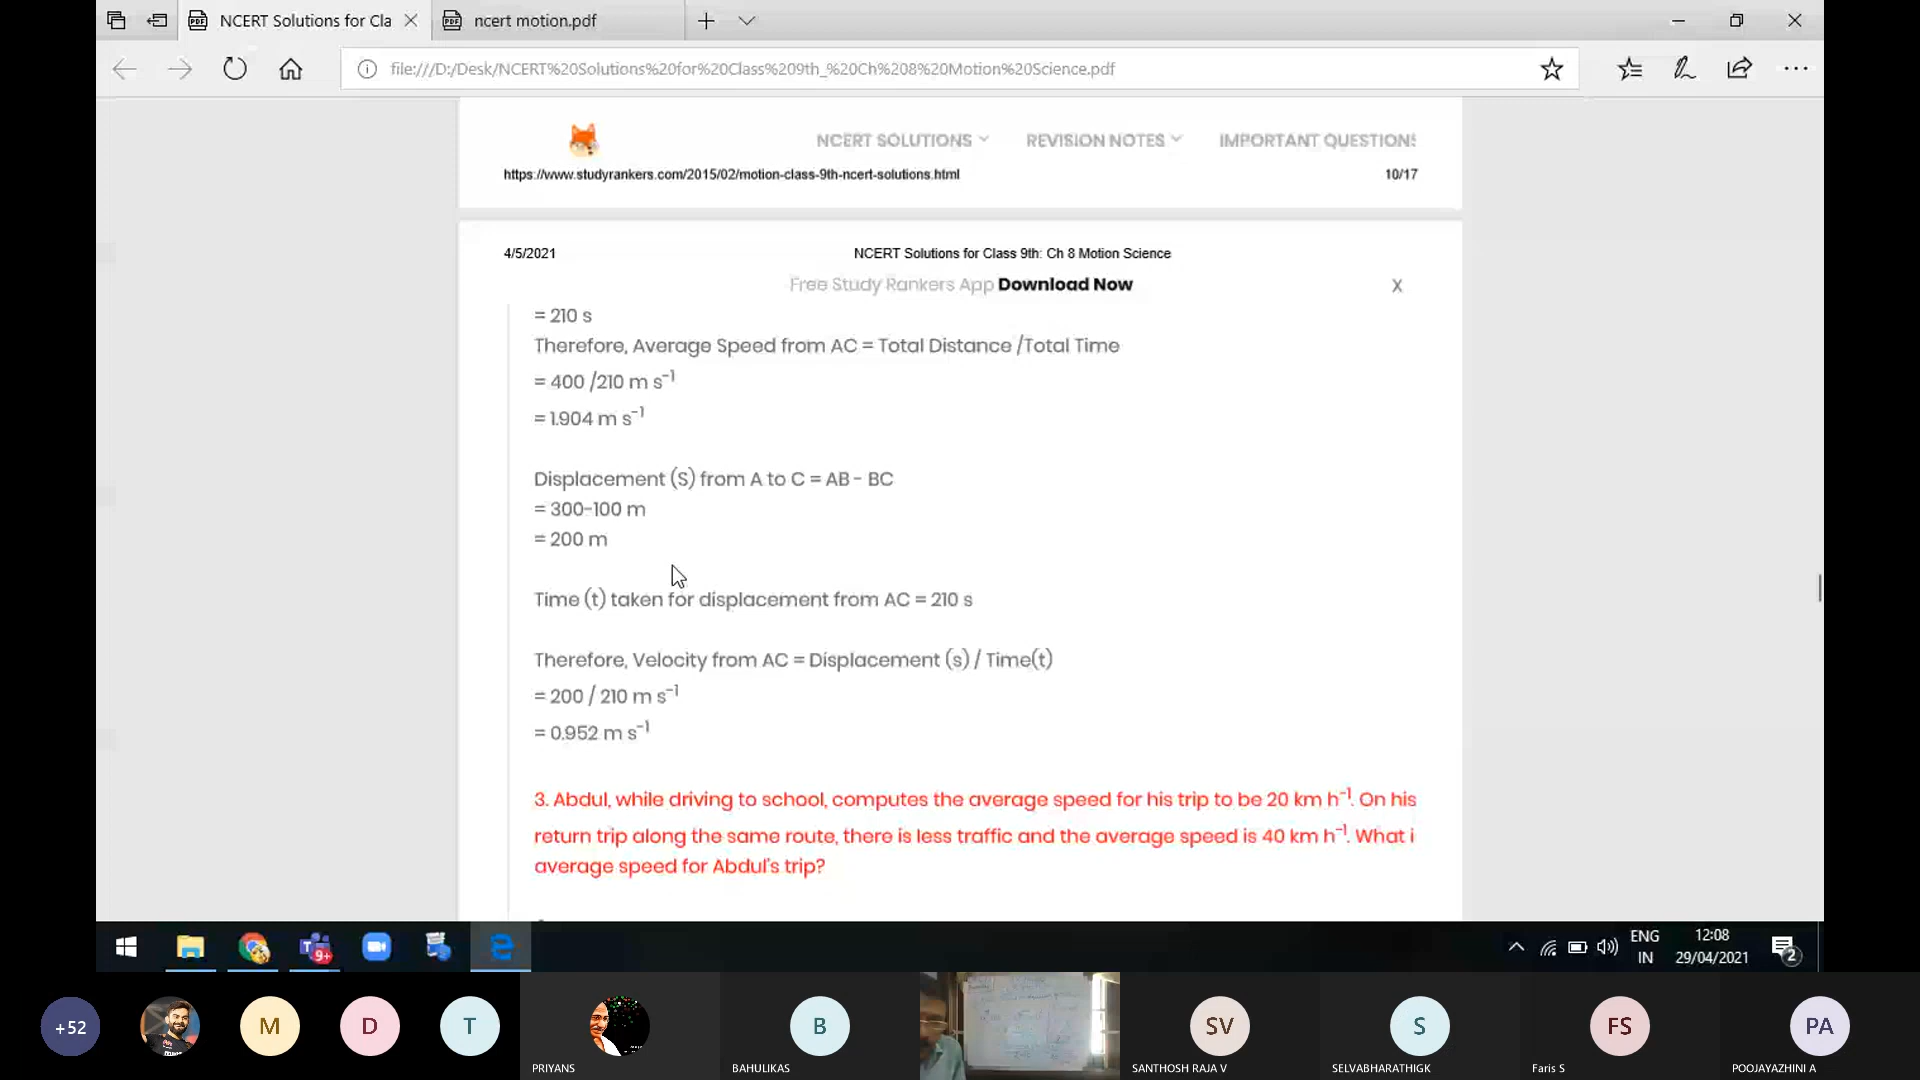 NCERT Solutions for Cla
ncert motion.pdf
file:///D:/Desk/NCERT%20Solutions%20for%20Class%209th_%20Ch%208%20Motion%20Science.pdf
NCERT SOLUTIONS
REVISION NOTES
IMPORTANT QUESTIONS
https://www.studyrankers.com/2015/02/motion-class-9th-ncert-solutions.html
10/17
4/5/2021
NCERT Solutions for Class 9th: Ch 8 Motion Science
Free Study Rankers App Download Now
X
= 210 s
Therefore, Average Speed from AC = Total Distance /Total Time
= 400 /210 m s⁻¹
= 1.904 m s⁻¹
Displacement (S) from A to C = AB - BC
= 300-100 m
= 200 m
Time (t) taken for displacement from AC = 210 s
Therefore, Velocity from AC = Displacement (s) / Time(t)
= 200 / 210 m s⁻¹
= 0.952 m s⁻¹
3. Abdul, while driving to school, computes the average speed for his trip to be 20 km h⁻¹. On his
return trip along the same route, there is less traffic and the average speed is 40 km h⁻¹. What i
average speed for Abdul's trip?
9+
ENG
IN
12:08
29/04/2021
2
+52
M
D
T
PRIYANS
B
BAHULIKAS
SV
SANTHOSH RAJA V
S
SELVABHARATHIGK
FS
Faris S
PA
POOJAYAZHINI A